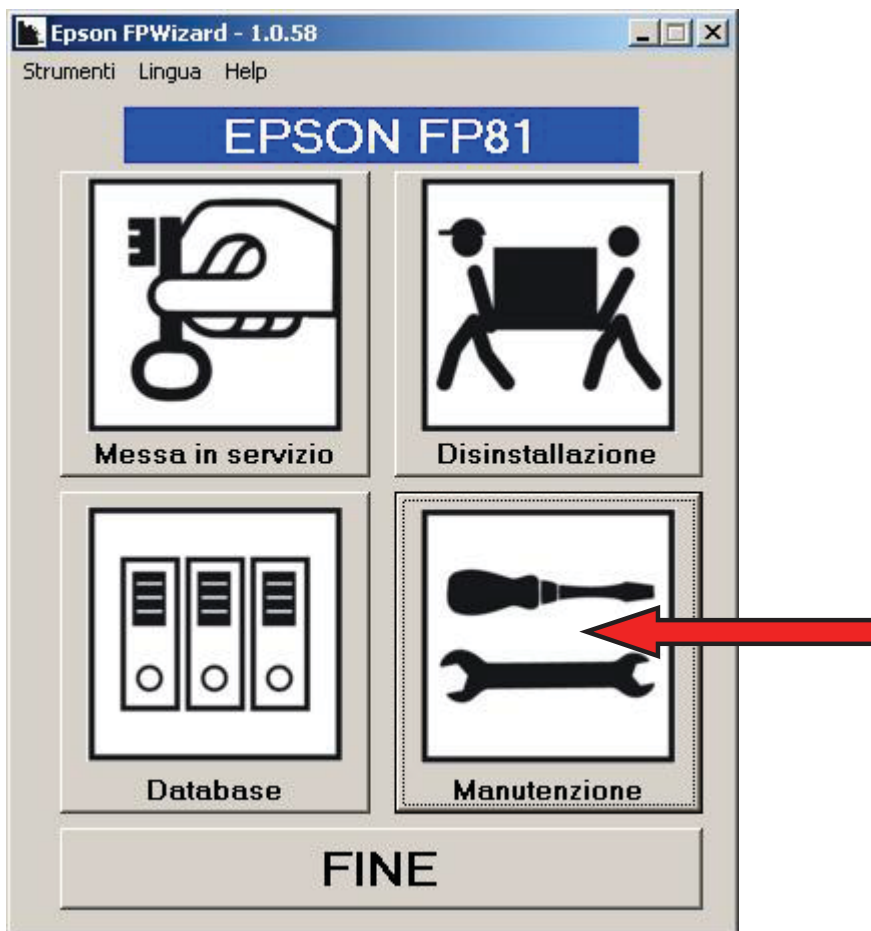 Epson FPWizard - 1.0.58
Strumenti Lingua Help
EPSON FP81
Messa in servizio
Disinstallazione
Database
Manutenzione
FINE